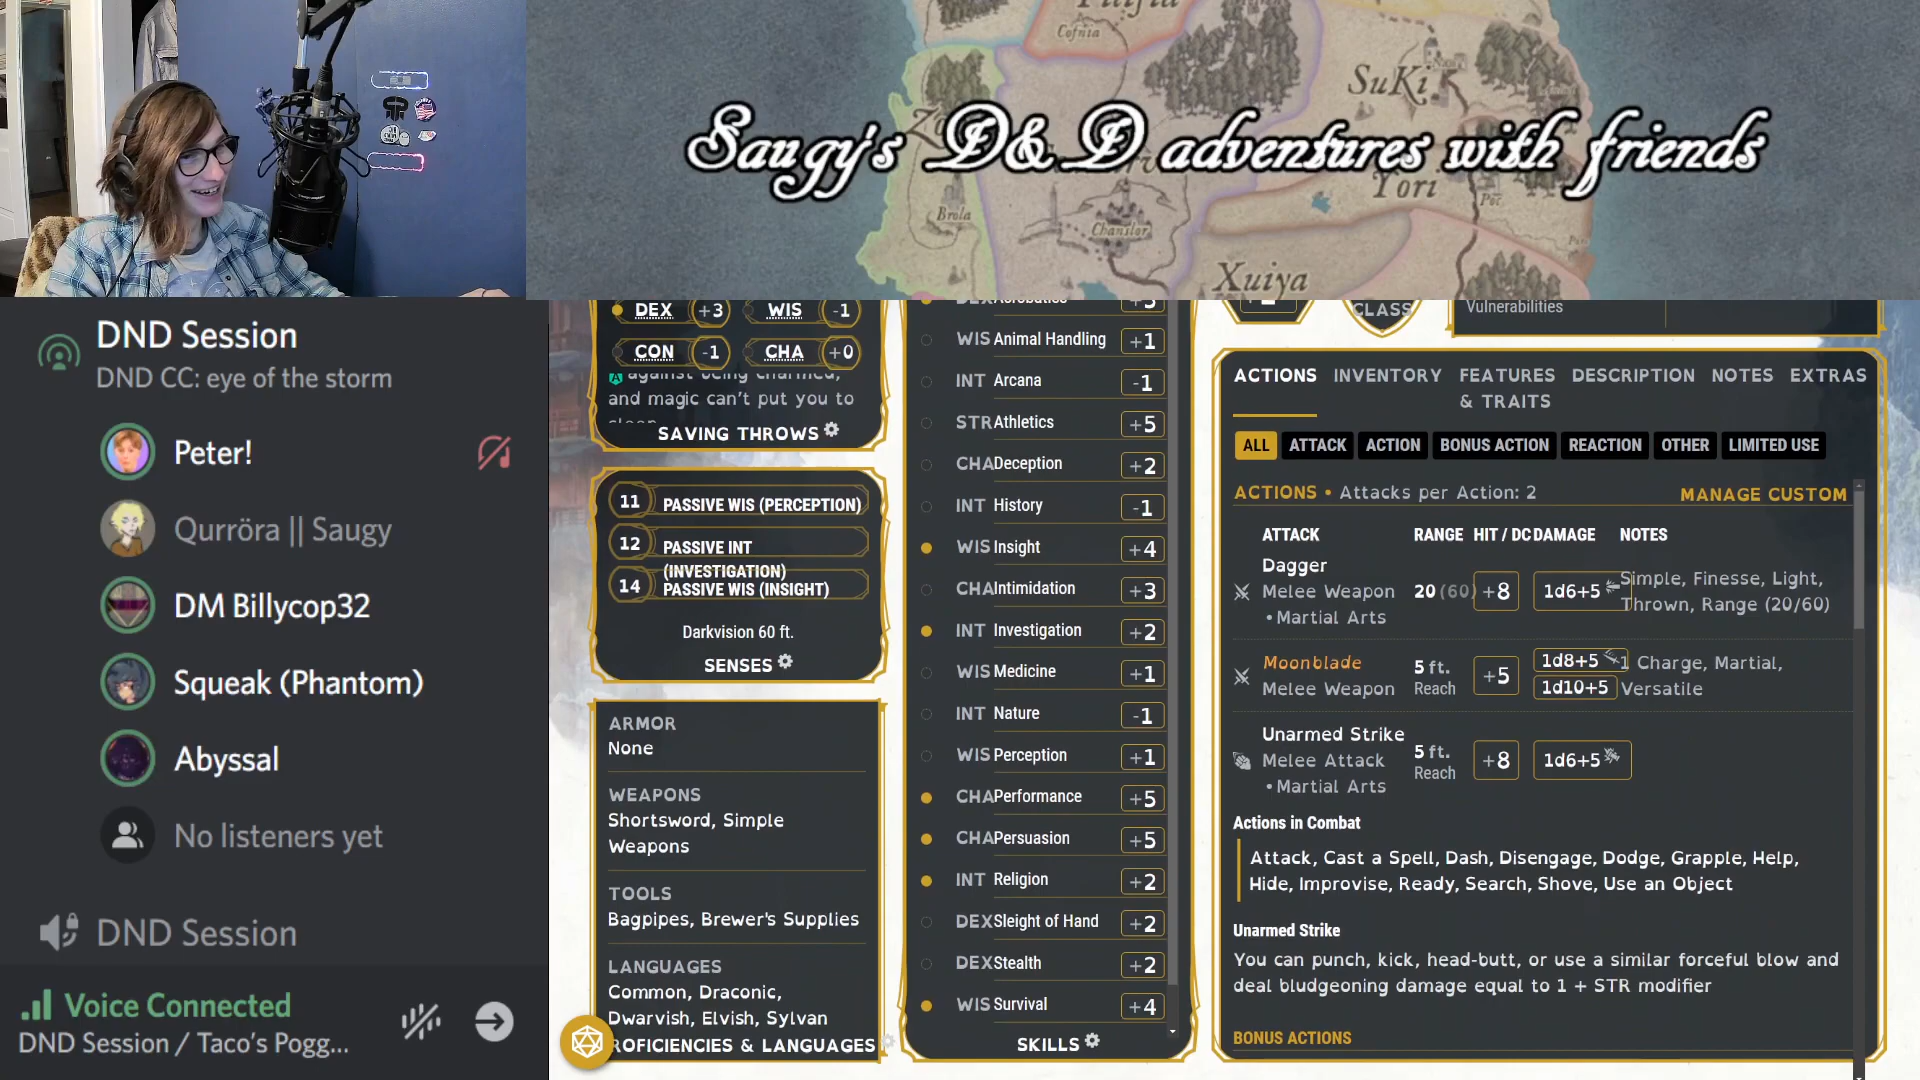 Saugy's D&D adventures with friends
Cofnia
SuKi
Tori
Brola
Chanslor
Xuiya
DND Session
DND CC: eye of the storm
Peter!
Qurröra || Saugy
DM Billycop32
Squeak (Phantom)
Abyssal
No listeners yet
DND Session
Voice Connected
DND Session / Taco's Pogg...
DEX +3 WIS -1
CON -1 CHA +0
against being charmed,
and magic can't put you to
SAVING THROWS
11 PASSIVE WIS (PERCEPTION)
12 PASSIVE INT
(INVESTIGATION)
14 PASSIVE WIS (INSIGHT)
Darkvision 60 ft.
SENSES
ARMOR
None
WEAPONS
Shortsword, Simple
Weapons
TOOLS
Bagpipes, Brewer's Supplies
LANGUAGES
Common, Draconic,
Dwarvish, Elvish, Sylvan
ROFICIENCIES & LANGUAGES
WIS Animal Handling +1
INT Arcana -1
STR Athletics +5
CHA Deception +2
INT History -1
WIS Insight +4
CHA Intimidation +3
INT Investigation +2
WIS Medicine +1
INT Nature -1
WIS Perception +1
CHA Performance +5
CHA Persuasion +5
INT Religion +2
DEX Sleight of Hand +2
DEX Stealth +2
WIS Survival +4
SKILLS
CLASS
Vulnerabilities
ACTIONS INVENTORY FEATURES & TRAITS DESCRIPTION NOTES EXTRAS
ALL ATTACK ACTION BONUS ACTION REACTION OTHER LIMITED USE
ACTIONS • Attacks per Action: 2 MANAGE CUSTOM
ATTACK RANGE HIT / DC DAMAGE NOTES
Dagger
Melee Weapon
• Martial Arts
20 (60) +8 1d6+5 Simple, Finesse, Light,
Thrown, Range (20/60)
Moonblade
Melee Weapon
5 ft.
Reach
+5 1d8+5
1d10+5
1 Charge, Martial,
Versatile
Unarmed Strike
Melee Attack
• Martial Arts
5 ft.
Reach
+8 1d6+5
Actions in Combat
Attack, Cast a Spell, Dash, Disengage, Dodge, Grapple, Help,
Hide, Improvise, Ready, Search, Shove, Use an Object
Unarmed Strike
You can punch, kick, head-butt, or use a similar forceful blow and
deal bludgeoning damage equal to 1 + STR modifier
BONUS ACTIONS